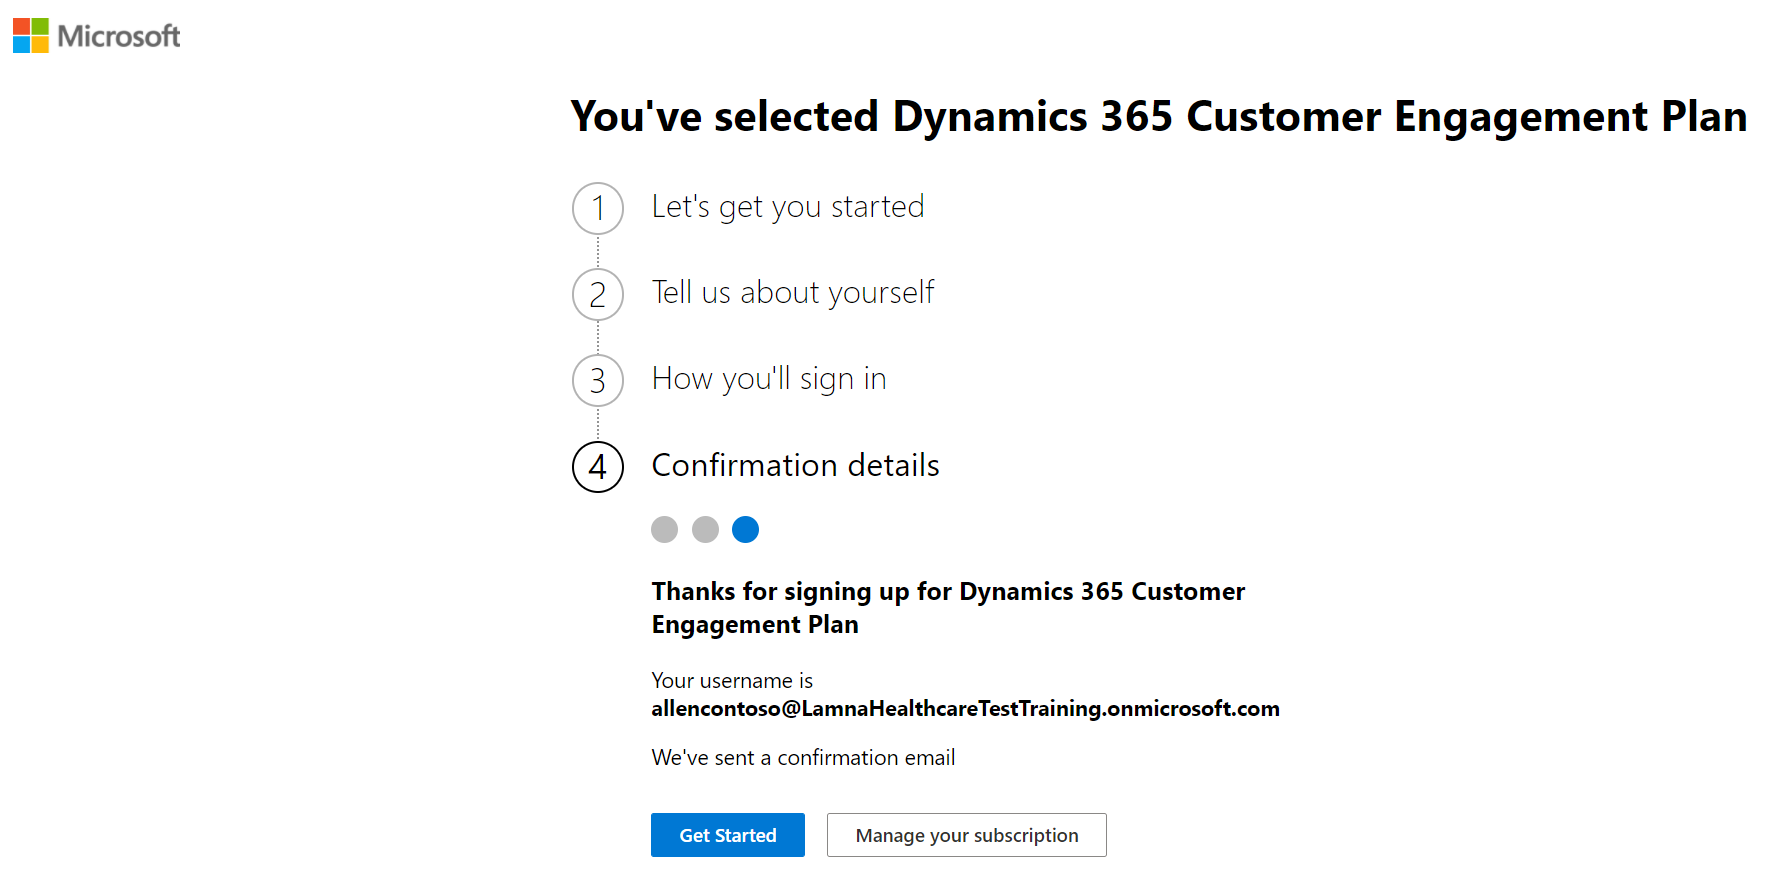 Microsoft
You've selected Dynamics 365 Customer Engagement Plan
1 Let's get you started
2 Tell us about yourself
3 How you'll sign in
4 Confirmation details
Thanks for signing up for Dynamics 365 Customer
Engagement Plan
Your username is
allencontoso@LamnaHealthcareTestTraining.onmicrosoft.com
We've sent a confirmation email
Get Started Manage your subscription